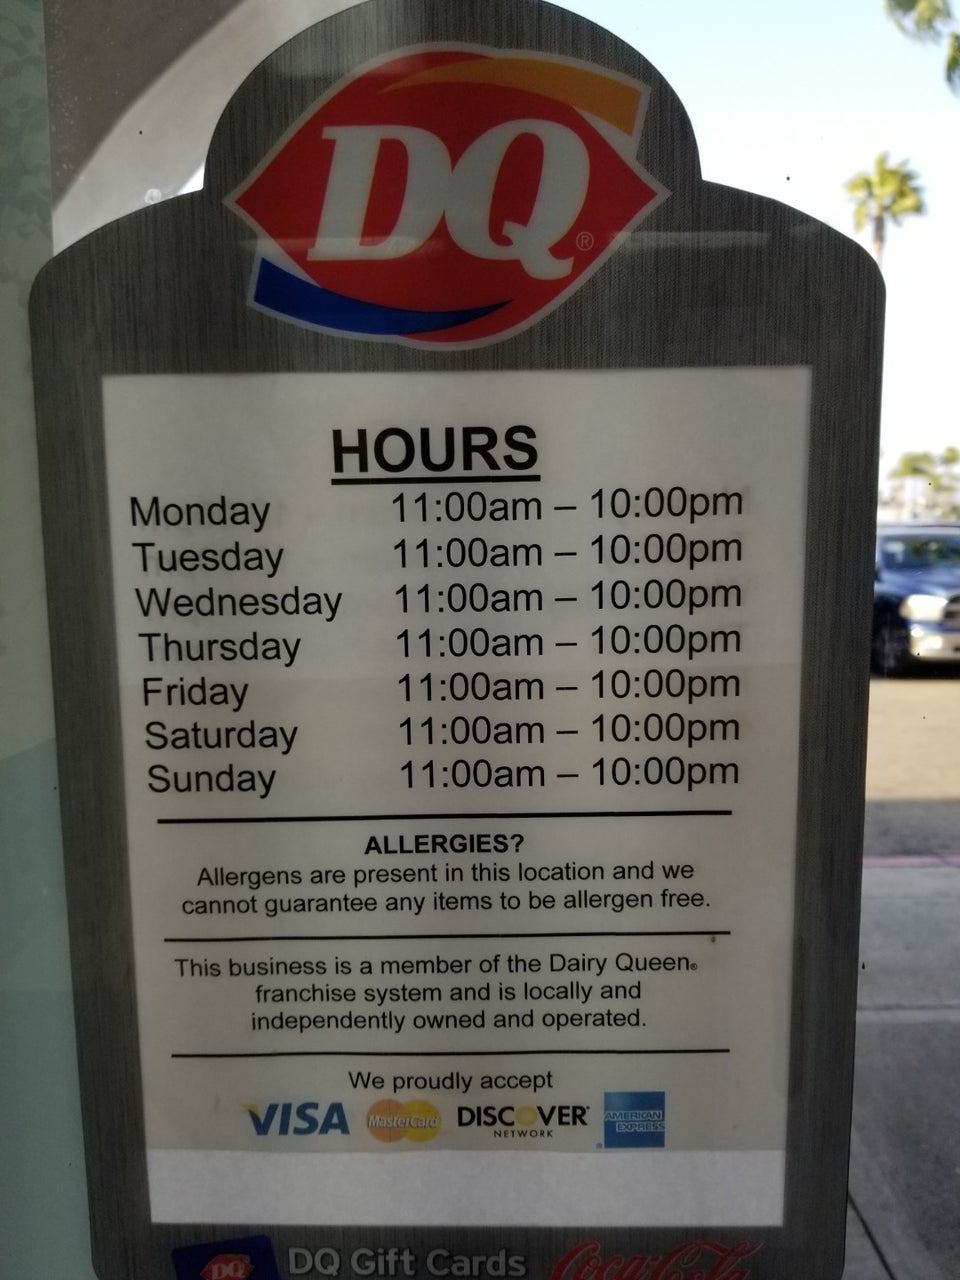 DQ®
HOURS
Monday 11:00am – 10:00pm
Tuesday 11:00am – 10:00pm
Wednesday 11:00am – 10:00pm
Thursday 11:00am – 10:00pm
Friday 11:00am – 10:00pm
Saturday 11:00am – 10:00pm
Sunday 11:00am – 10:00pm
ALLERGIES?
Allergens are present in this location and we
cannot guarantee any items to be allergen free.
This business is a member of the Dairy Queen®
franchise system and is locally and
independently owned and operated.
We proudly accept
VISA MasterCard DISCOVER® AMERICAN
NETWORK EXPRESS
DQ DQ Gift Cards Coca-Cola